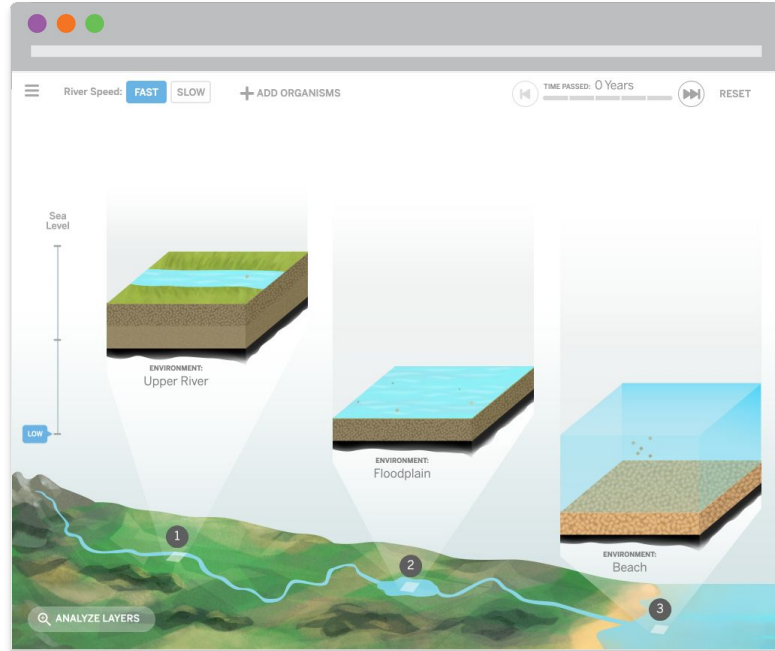 River Speed: FAST SLOW
ADD ORGANISMS
TIME PASSED: 0 Years
RESET
Sea
Level
LOW
ENVIRONMENT:
Upper River
ENVIRONMENT:
Floodplain
ENVIRONMENT:
Beach
1
2
3
ANALYZE LAYERS